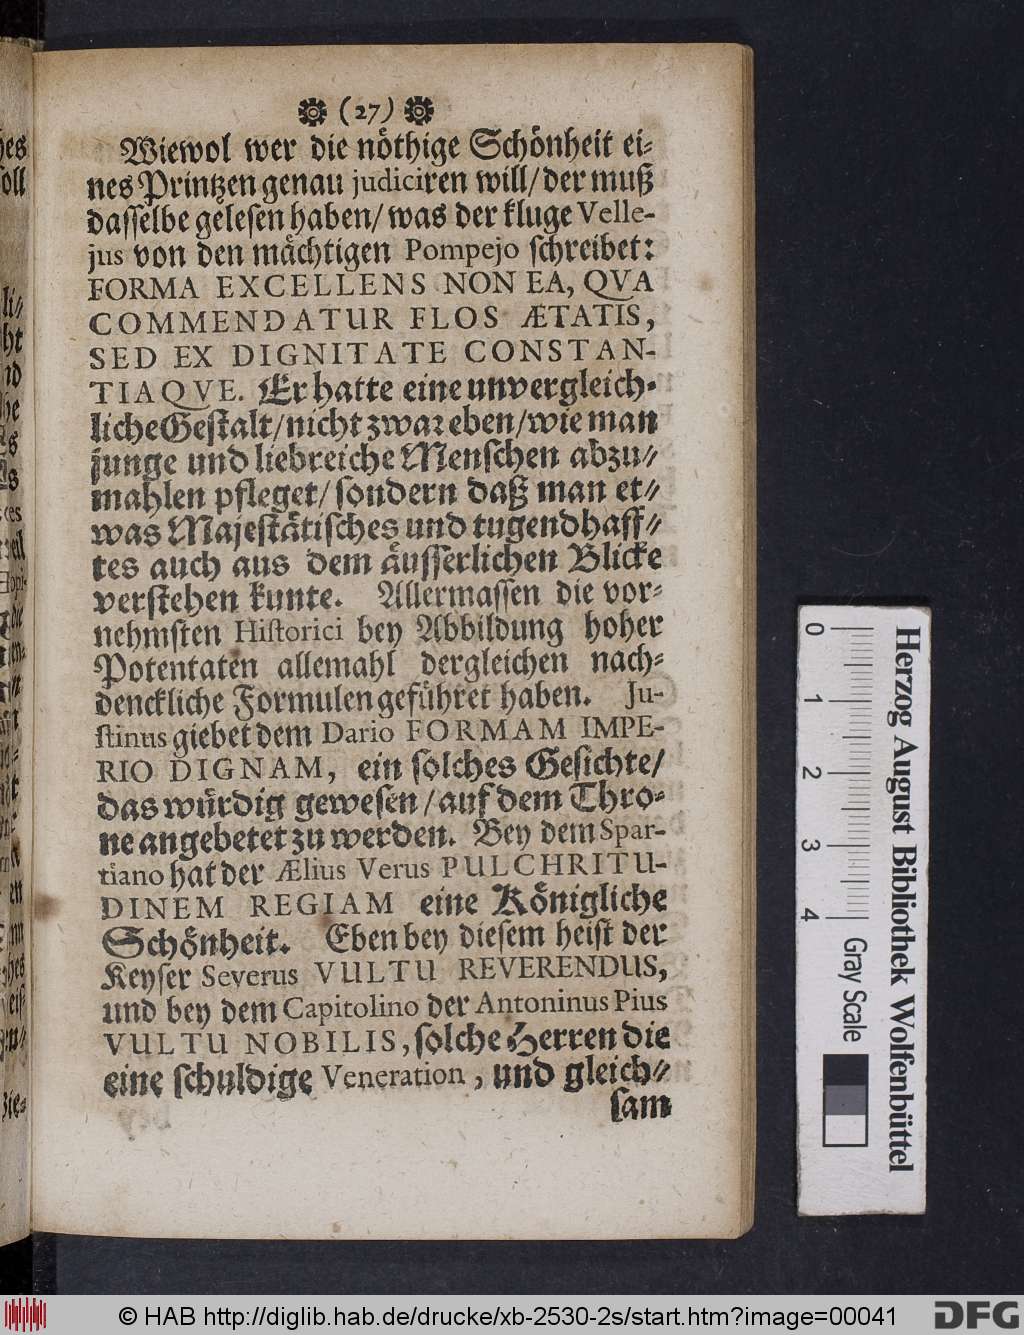 (27)
Wiewol wer die nöthige Schönheit ei-
nes Printzen genau judiciren will/ der muß
dasselbe gelesen haben/ was der kluge Velle-
jus von den mächtigen Pompejo schreibet:
FORMA EXCELLENS NON EA, QVA
COMMENDATUR FLOS ÆTATIS,
SED EX DIGNITATE CONSTAN-
TIAQVE. Er hatte eine unvergleich-
liche Gestalt/ nicht zwar eben/ wie man
junge und liebreiche Menschen abzu-
mahlen pfleget/ sondern daß man et-
was Majestätisches und tugendhaff-
tes auch aus dem äusserlichen Blicke
verstehen kunte. Allermassen die vor-
nehmsten Historici bey Abbildung hoher
Potentaten allemahl dergleichen nach-
denckliche Formulen geführet haben. Ju-
stinus giebet dem Dario FORMAM IMPE-
RIO DIGNAM, ein solches Gesichte/
das würdig gewesen/ auf dem Thro-
ne angebetet zu werden. Bey dem Spar-
tiano hat der Ælius Verus PULCHRITU-
DINEM REGIAM eine Königliche
Schönheit. Eben bey diesem heist der
Keyser Severus VULTU REVERENDUS,
und bey dem Capitolino der Antoninus Pius
VULTU NOBILIS, solche Herren die
eine schuldige Veneration, und gleich-
sam
0 1 2 3 4
Gray Scale
Herzog August Bibliothek Wolfenbüttel
© HAB http://diglib.hab.de/drucke/xb-2530-2s/start.htm?image=00041
DFG